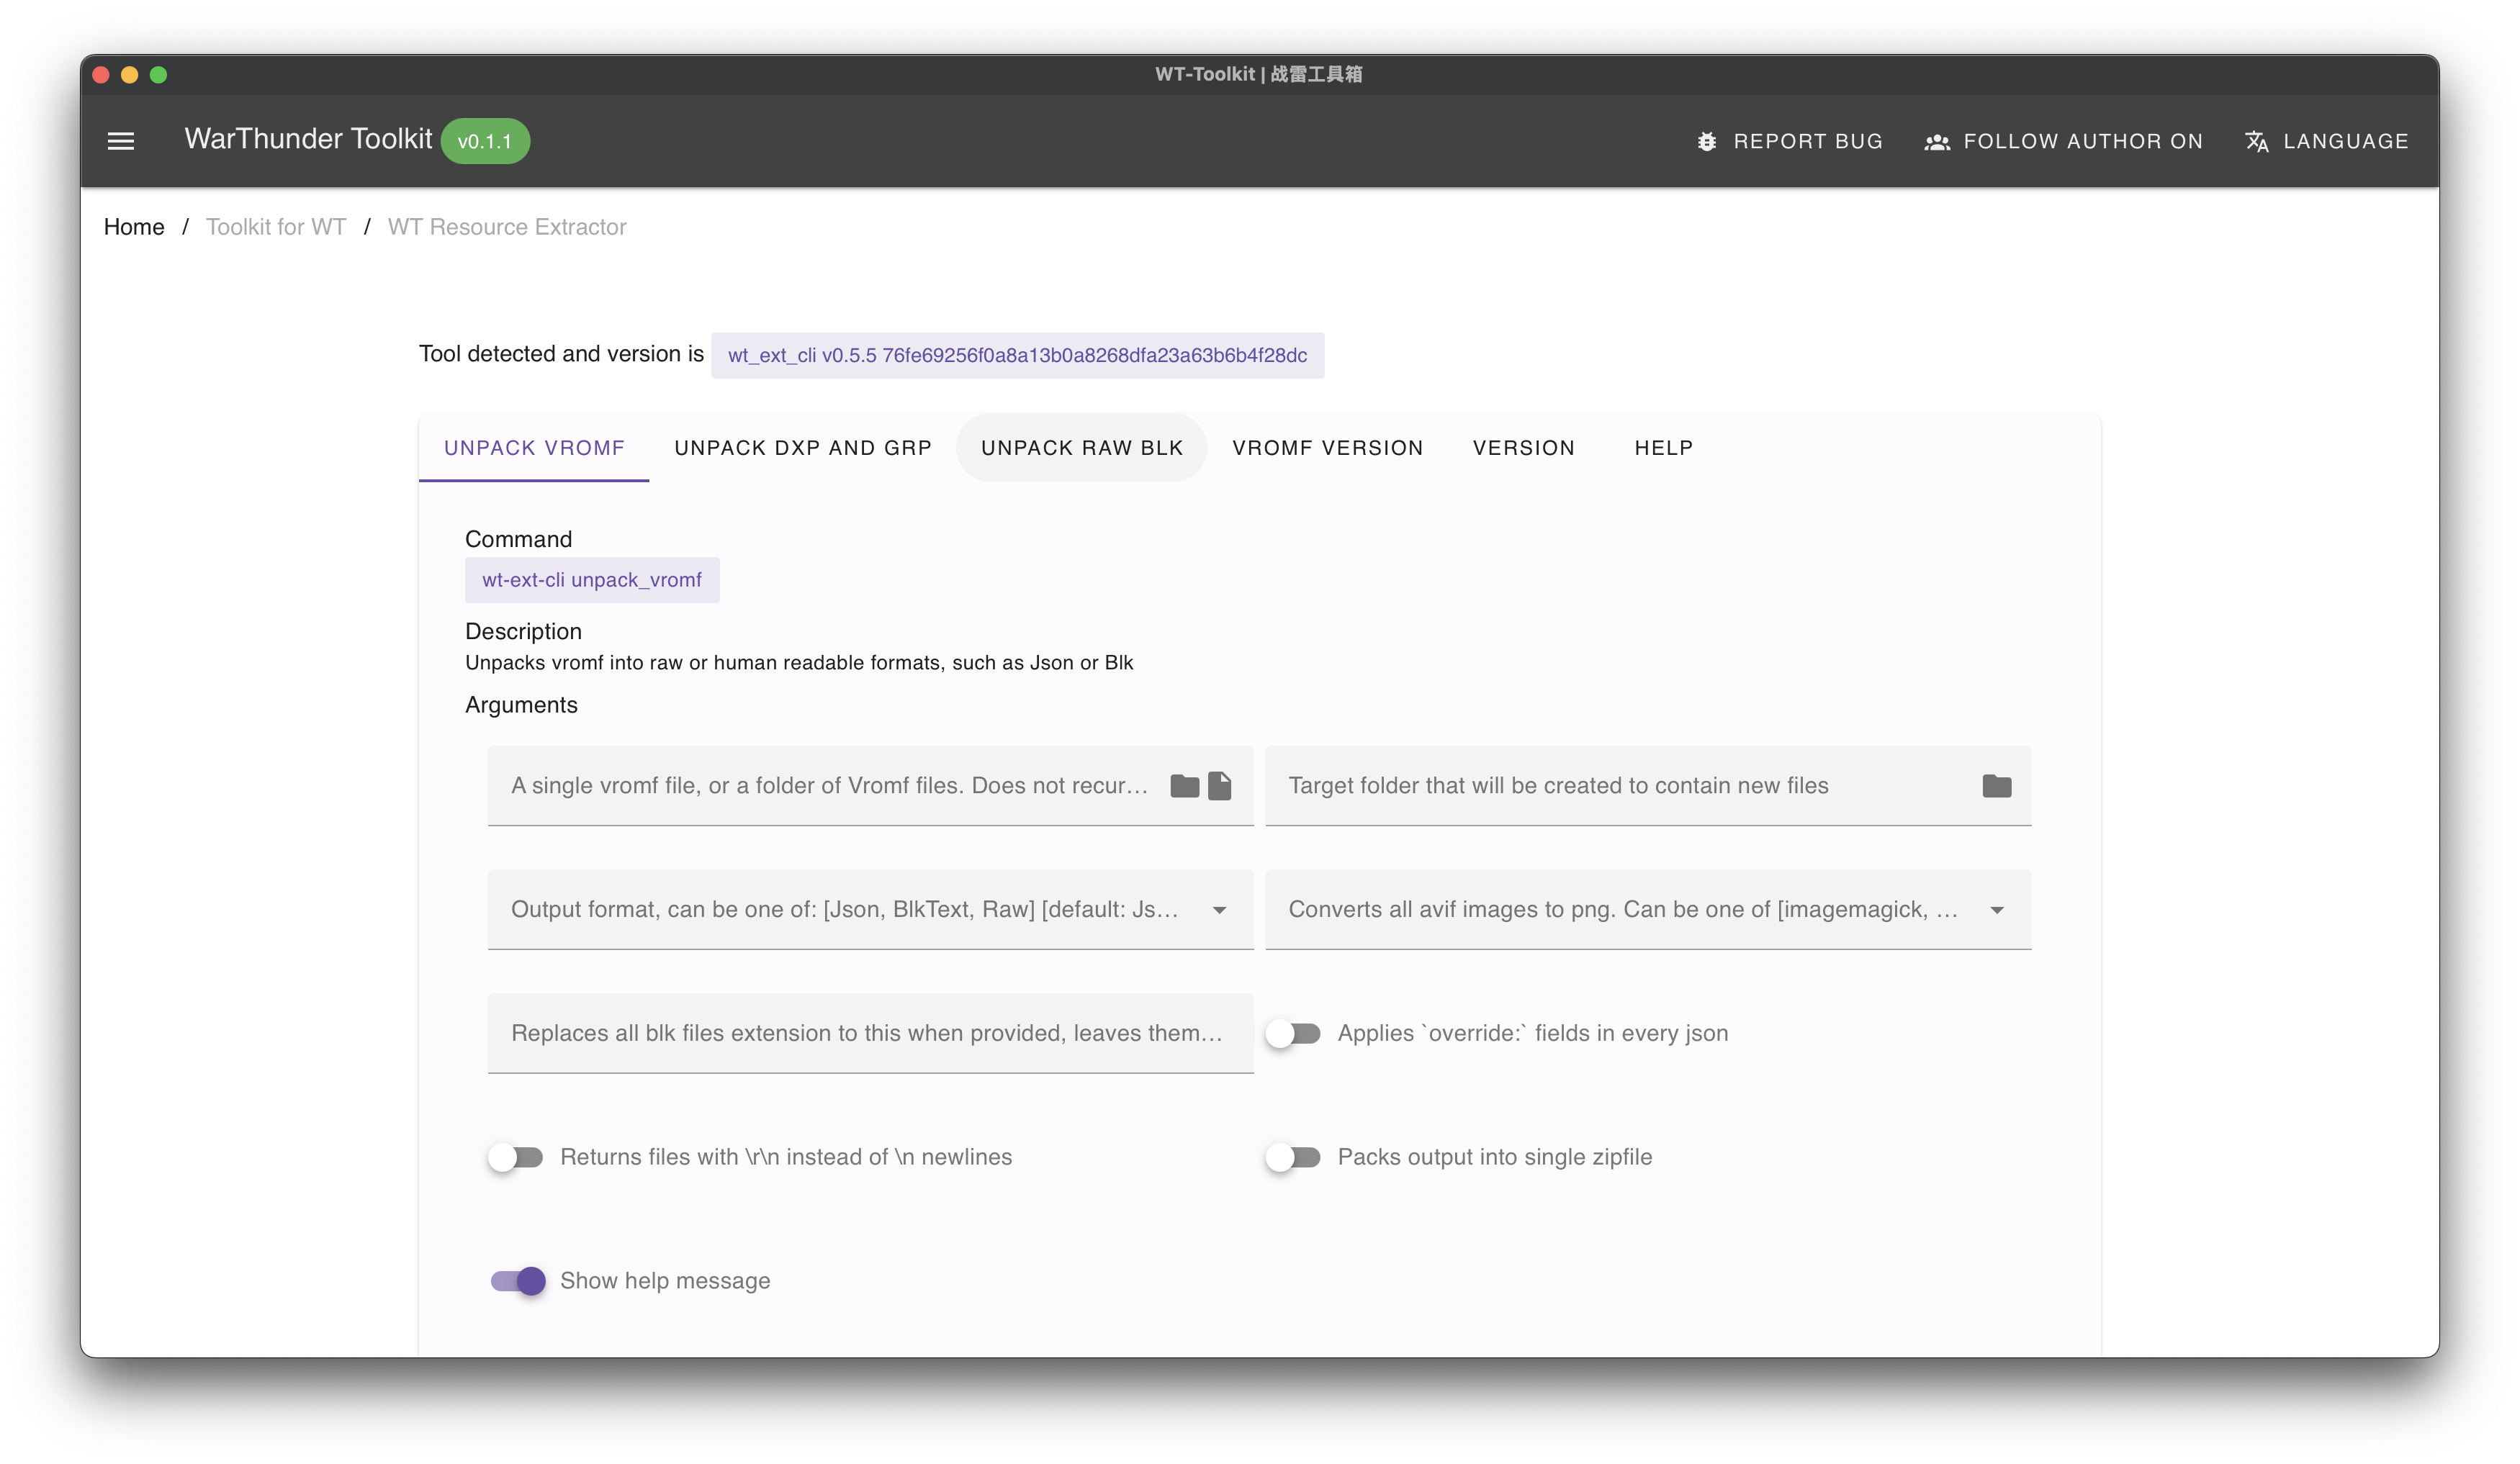 WT-Toolkit | 战雷工具箱
WarThunder Toolkit v0.1.1 REPORT BUG FOLLOW AUTHOR ON LANGUAGE
Home / Toolkit for WT / WT Resource Extractor
Tool detected and version is wt_ext_cli v0.5.5 76fe69256f0a8a13b0a8268dfa23a63b6b4f28dc
UNPACK VROMF UNPACK DXP AND GRP UNPACK RAW BLK VROMF VERSION VERSION HELP
Command
wt-ext-cli unpack_vromf
Description
Unpacks vromf into raw or human readable formats, such as Json or Blk
Arguments
A single vromf file, or a folder of Vromf files. Does not recur… Target folder that will be created to contain new files
Output format, can be one of: [Json, BlkText, Raw] [default: Js… Converts all avif images to png. Can be one of [imagemagick, …
Replaces all blk files extension to this when provided, leaves them… Applies `override:` fields in every json
Returns files with \r\n instead of \n newlines Packs output into single zipfile
Show help message